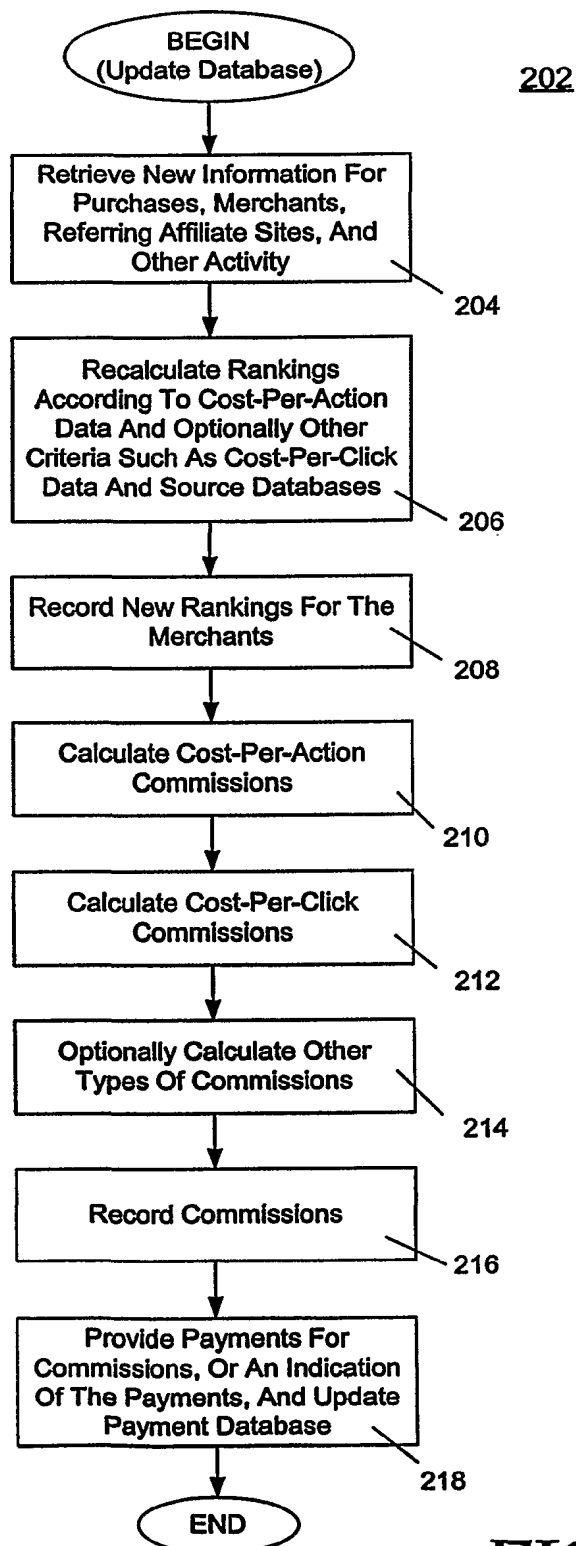 BEGIN
(Update Database)
202
Retrieve New Information For
Purchases, Merchants,
Referring Affiliate Sites, And
Other Activity
204
Recalculate Rankings
According To Cost-Per-Action
Data And Optionally Other
Criteria Such As Cost-Per-Click
Data And Source Databases
206
Record New Rankings For The
Merchants
208
Calculate Cost-Per-Action
Commissions
210
Calculate Cost-Per-Click
Commissions
212
Optionally Calculate Other
Types Of Commissions
214
Record Commissions
216
Provide Payments For
Commissions, Or An Indication
Of The Payments, And Update
Payment Database
218
END